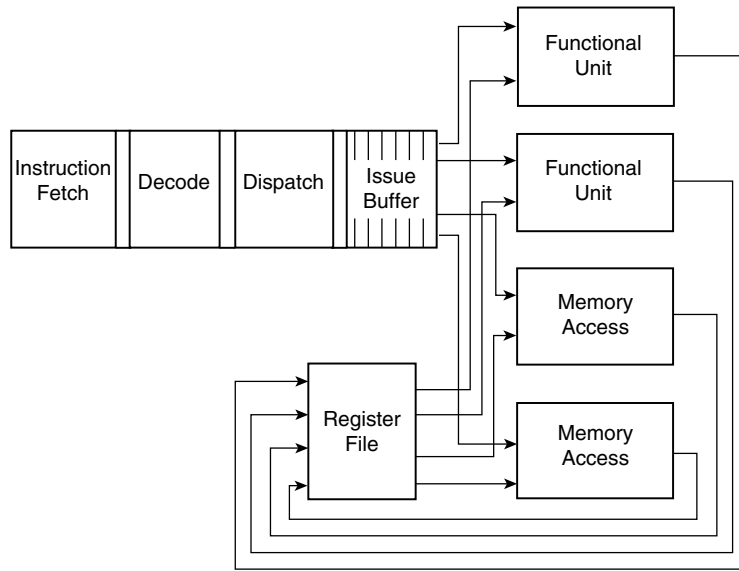 Functional
Unit
Instruction
Fetch
Decode
Dispatch
Issue
Buffer
Functional
Unit
Memory
Access
Register
File
Memory
Access